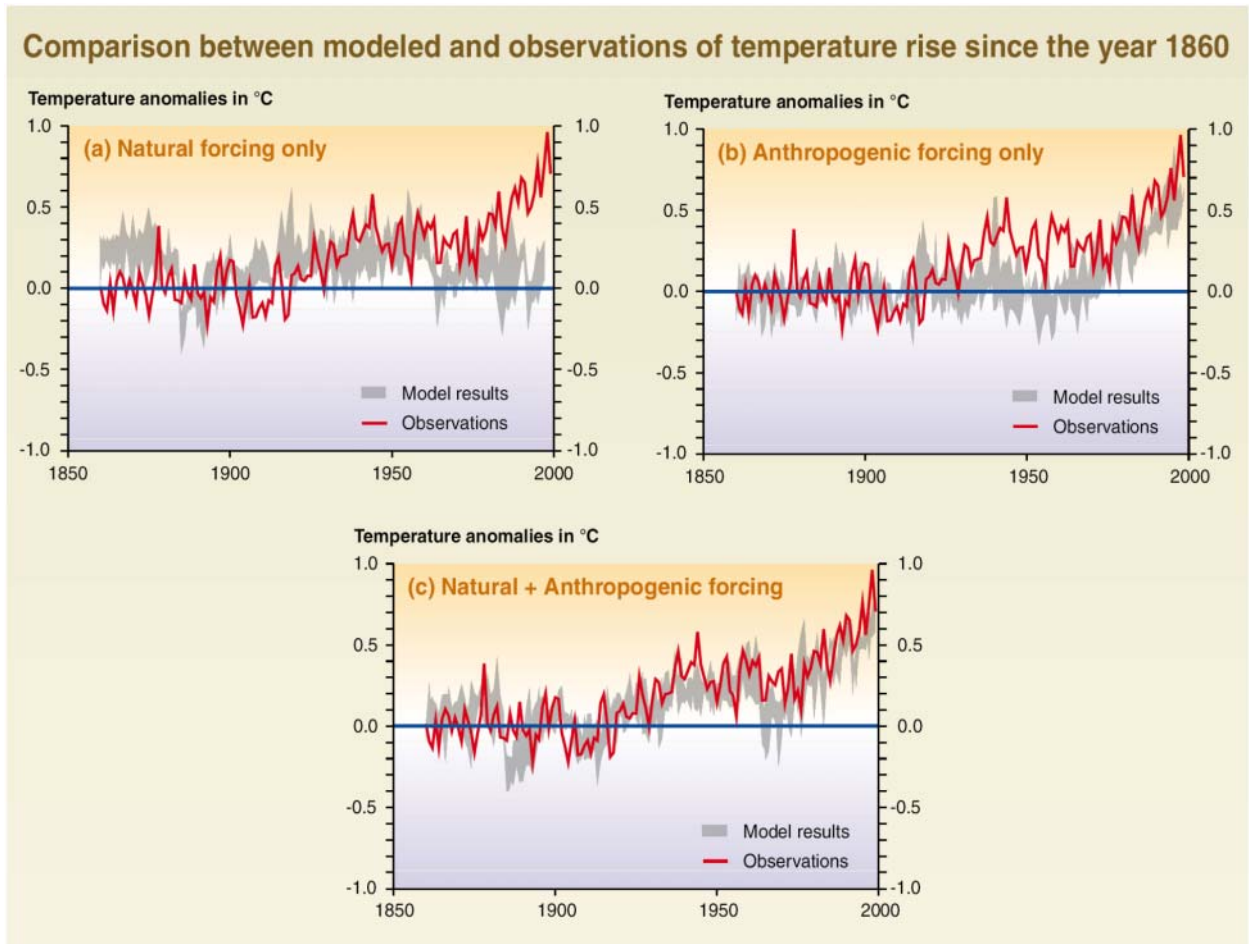 Comparison between modeled and observations of temperature rise since the year 1860
Temperature anomalies in °C
1.0 1.0
(a) Natural forcing only
0.5 0.5
0.0 0.0
-0.5 -0.5
Model results
Observations
-1.0 -1.0
1850 1900 1950 2000
Temperature anomalies in °C
1.0 1.0
(b) Anthropogenic forcing only
0.5 0.5
0.0 0.0
-0.5 -0.5
Model results
Observations
-1.0 -1.0
1850 1900 1950 2000
Temperature anomalies in °C
1.0 1.0
(c) Natural + Anthropogenic forcing
0.5 0.5
0.0 0.0
-0.5 -0.5
Model results
Observations
-1.0 -1.0
1850 1900 1950 2000